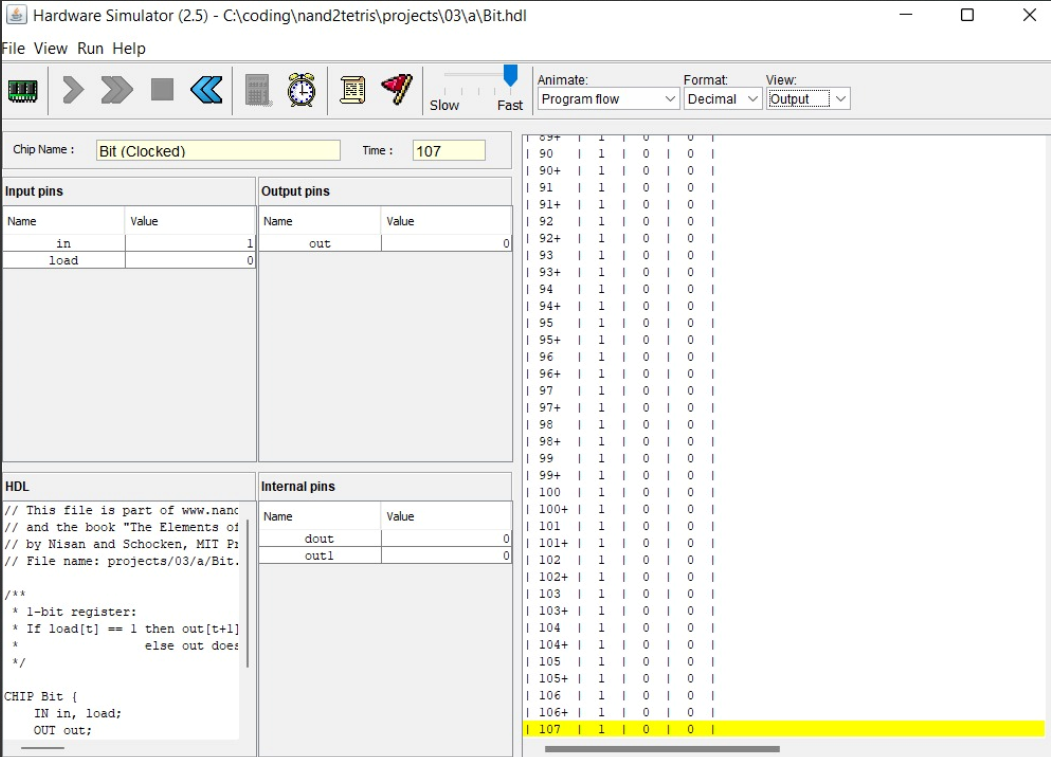 Hardware Simulator (2.5) - C:\coding\nand2tetris\projects\03\a\Bit.hdl
File View Run Help
Slow Fast
Animate: Format: View:
Program flow Decimal Output
Chip Name : Bit (Clocked) Time : 107
Input pins
Name Value
in 1
load 0
Output pins
Name Value
out 0
HDL
// This file is part of www.nand
// and the book "The Elements of
// by Nisan and Schocken, MIT Pr
// File name: projects/03/a/Bit.
/**
* 1-bit register:
* If load[t] == 1 then out[t+1]
* else out does
*/
CHIP Bit {
IN in, load;
OUT out;
Internal pins
Name Value
dout 0
out1 0
| 89+ | 1 | 0 | 0 |
| 90 | 1 | 0 | 0 |
| 90+ | 1 | 0 | 0 |
| 91 | 1 | 0 | 0 |
| 91+ | 1 | 0 | 0 |
| 92 | 1 | 0 | 0 |
| 92+ | 1 | 0 | 0 |
| 93 | 1 | 0 | 0 |
| 93+ | 1 | 0 | 0 |
| 94 | 1 | 0 | 0 |
| 94+ | 1 | 0 | 0 |
| 95 | 1 | 0 | 0 |
| 95+ | 1 | 0 | 0 |
| 96 | 1 | 0 | 0 |
| 96+ | 1 | 0 | 0 |
| 97 | 1 | 0 | 0 |
| 97+ | 1 | 0 | 0 |
| 98 | 1 | 0 | 0 |
| 98+ | 1 | 0 | 0 |
| 99 | 1 | 0 | 0 |
| 99+ | 1 | 0 | 0 |
| 100 | 1 | 0 | 0 |
| 100+ | 1 | 0 | 0 |
| 101 | 1 | 0 | 0 |
| 101+ | 1 | 0 | 0 |
| 102 | 1 | 0 | 0 |
| 102+ | 1 | 0 | 0 |
| 103 | 1 | 0 | 0 |
| 103+ | 1 | 0 | 0 |
| 104 | 1 | 0 | 0 |
| 104+ | 1 | 0 | 0 |
| 105 | 1 | 0 | 0 |
| 105+ | 1 | 0 | 0 |
| 106 | 1 | 0 | 0 |
| 106+ | 1 | 0 | 0 |
| 107 | 1 | 0 | 0 |